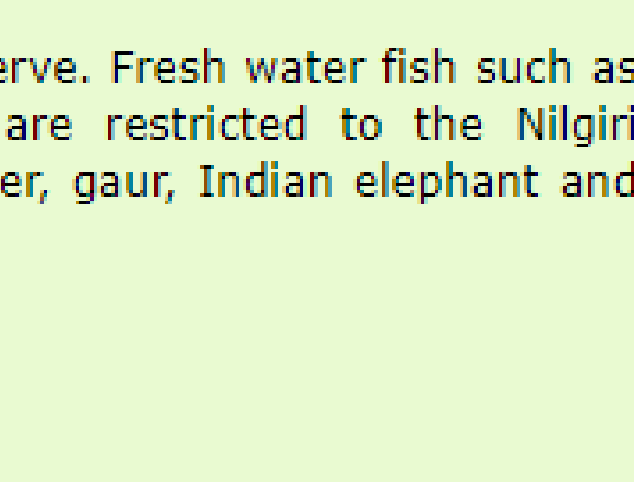 erve. Fresh water fish such as
are restricted to the Nilgiri
er, gaur, Indian elephant and